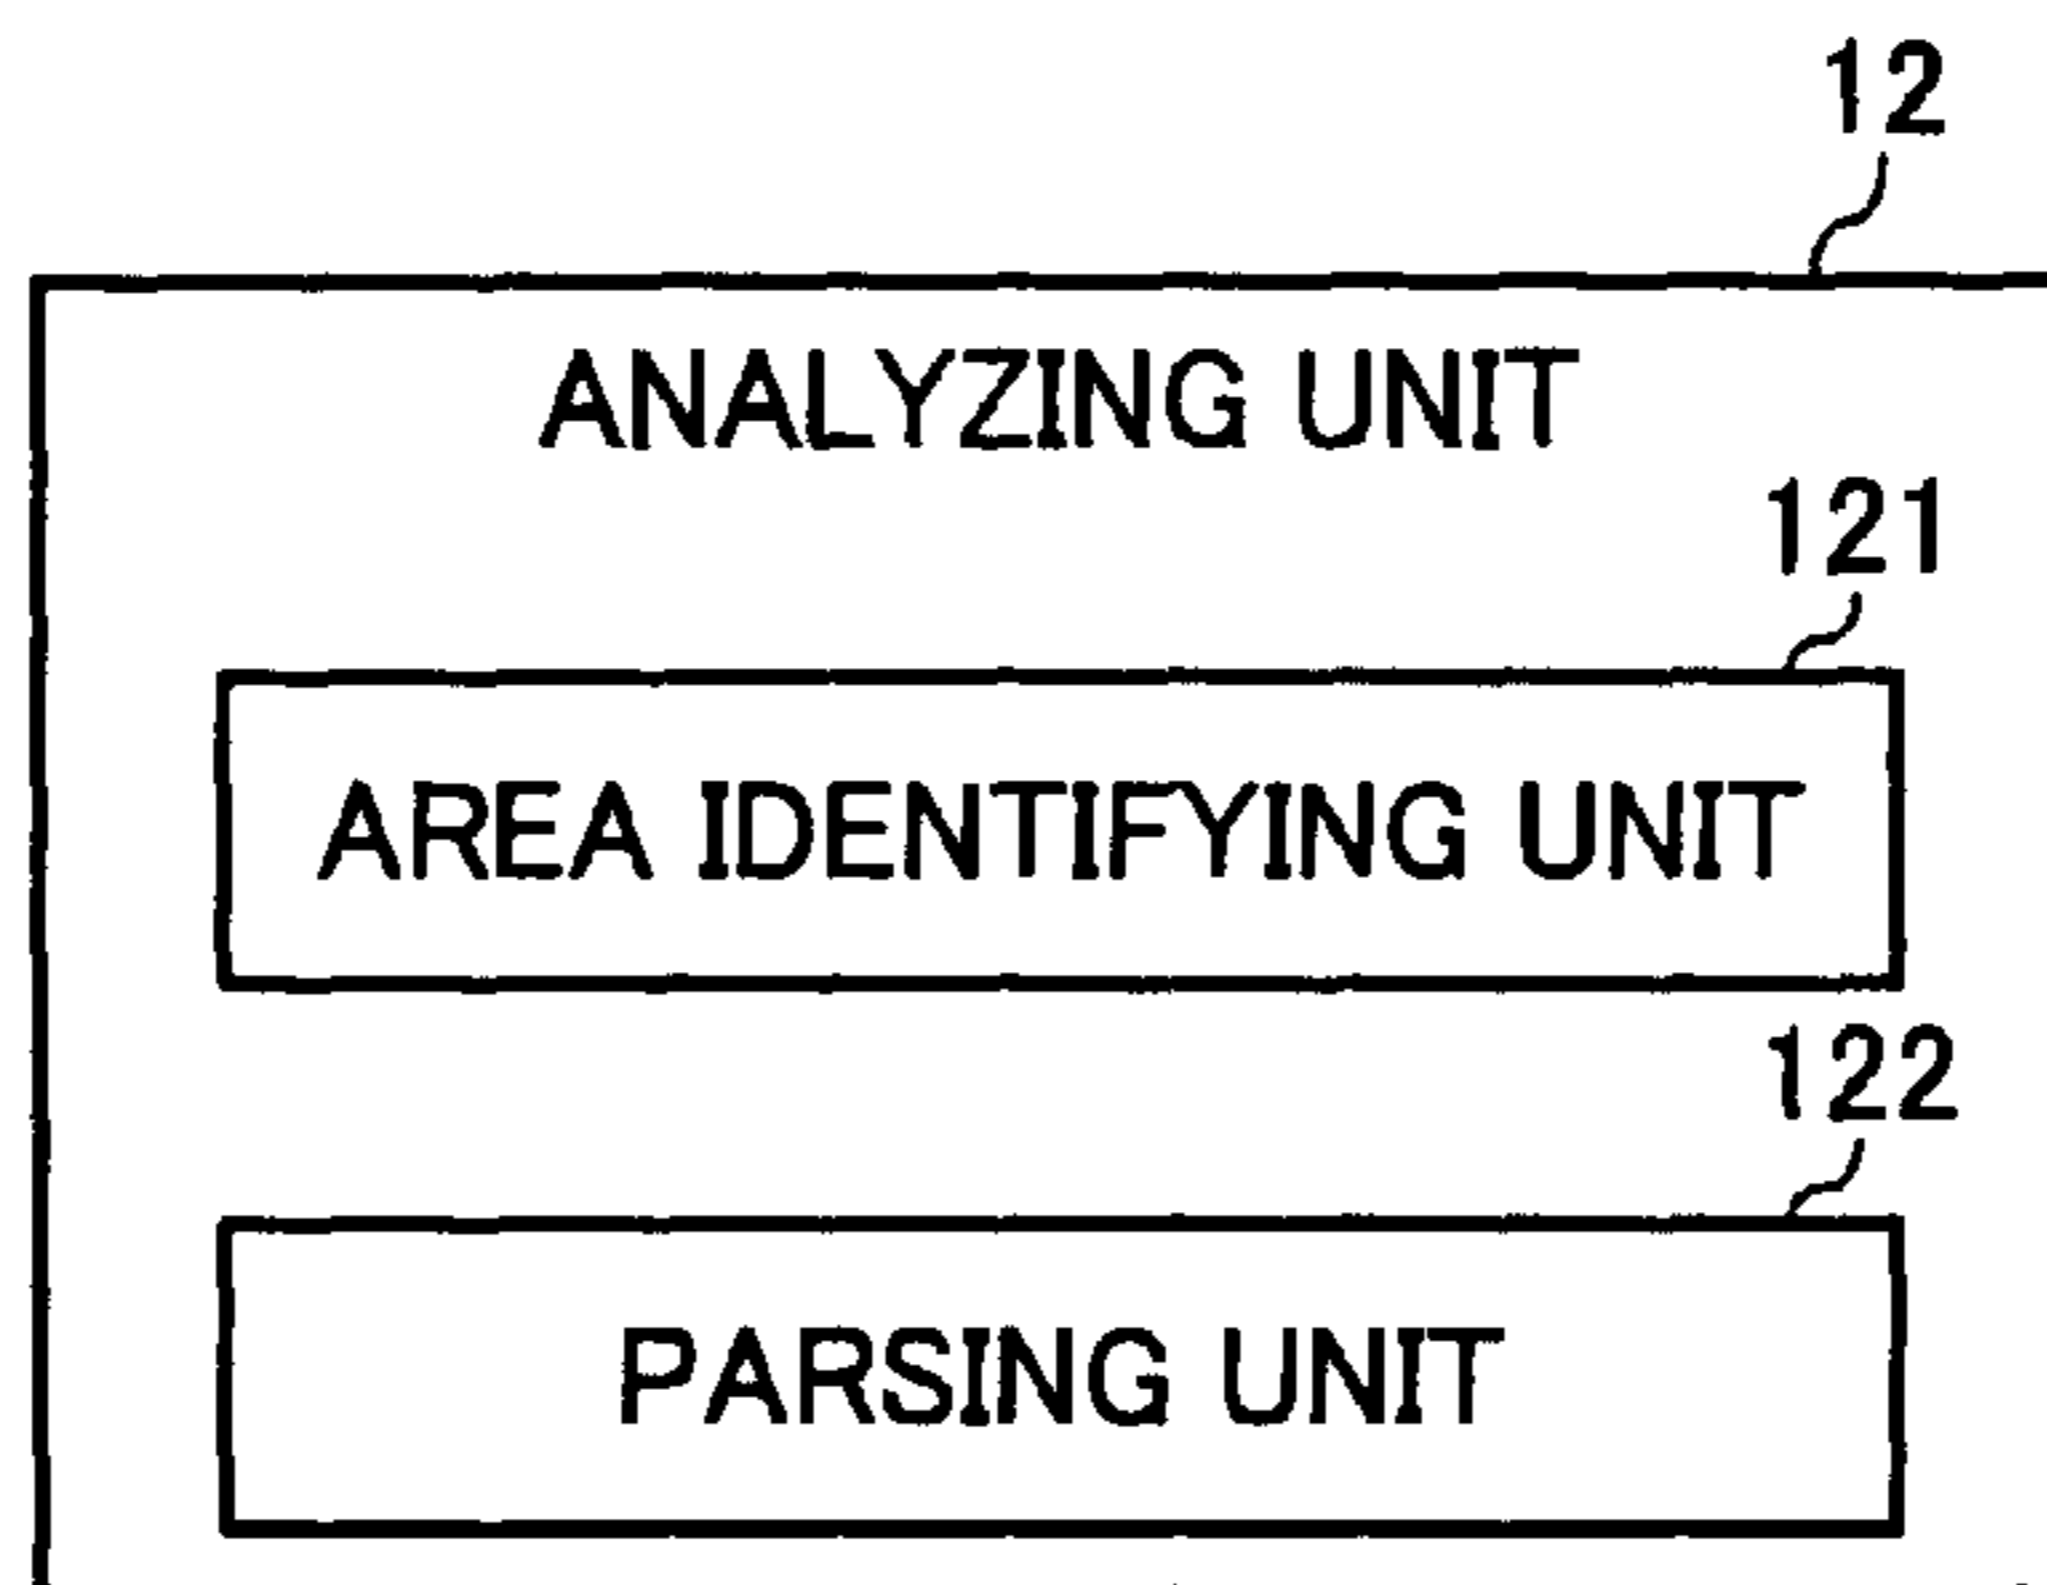 12
ANALYZING UNIT
121
AREA IDENTIFYING UNIT
122
PARSING UNIT